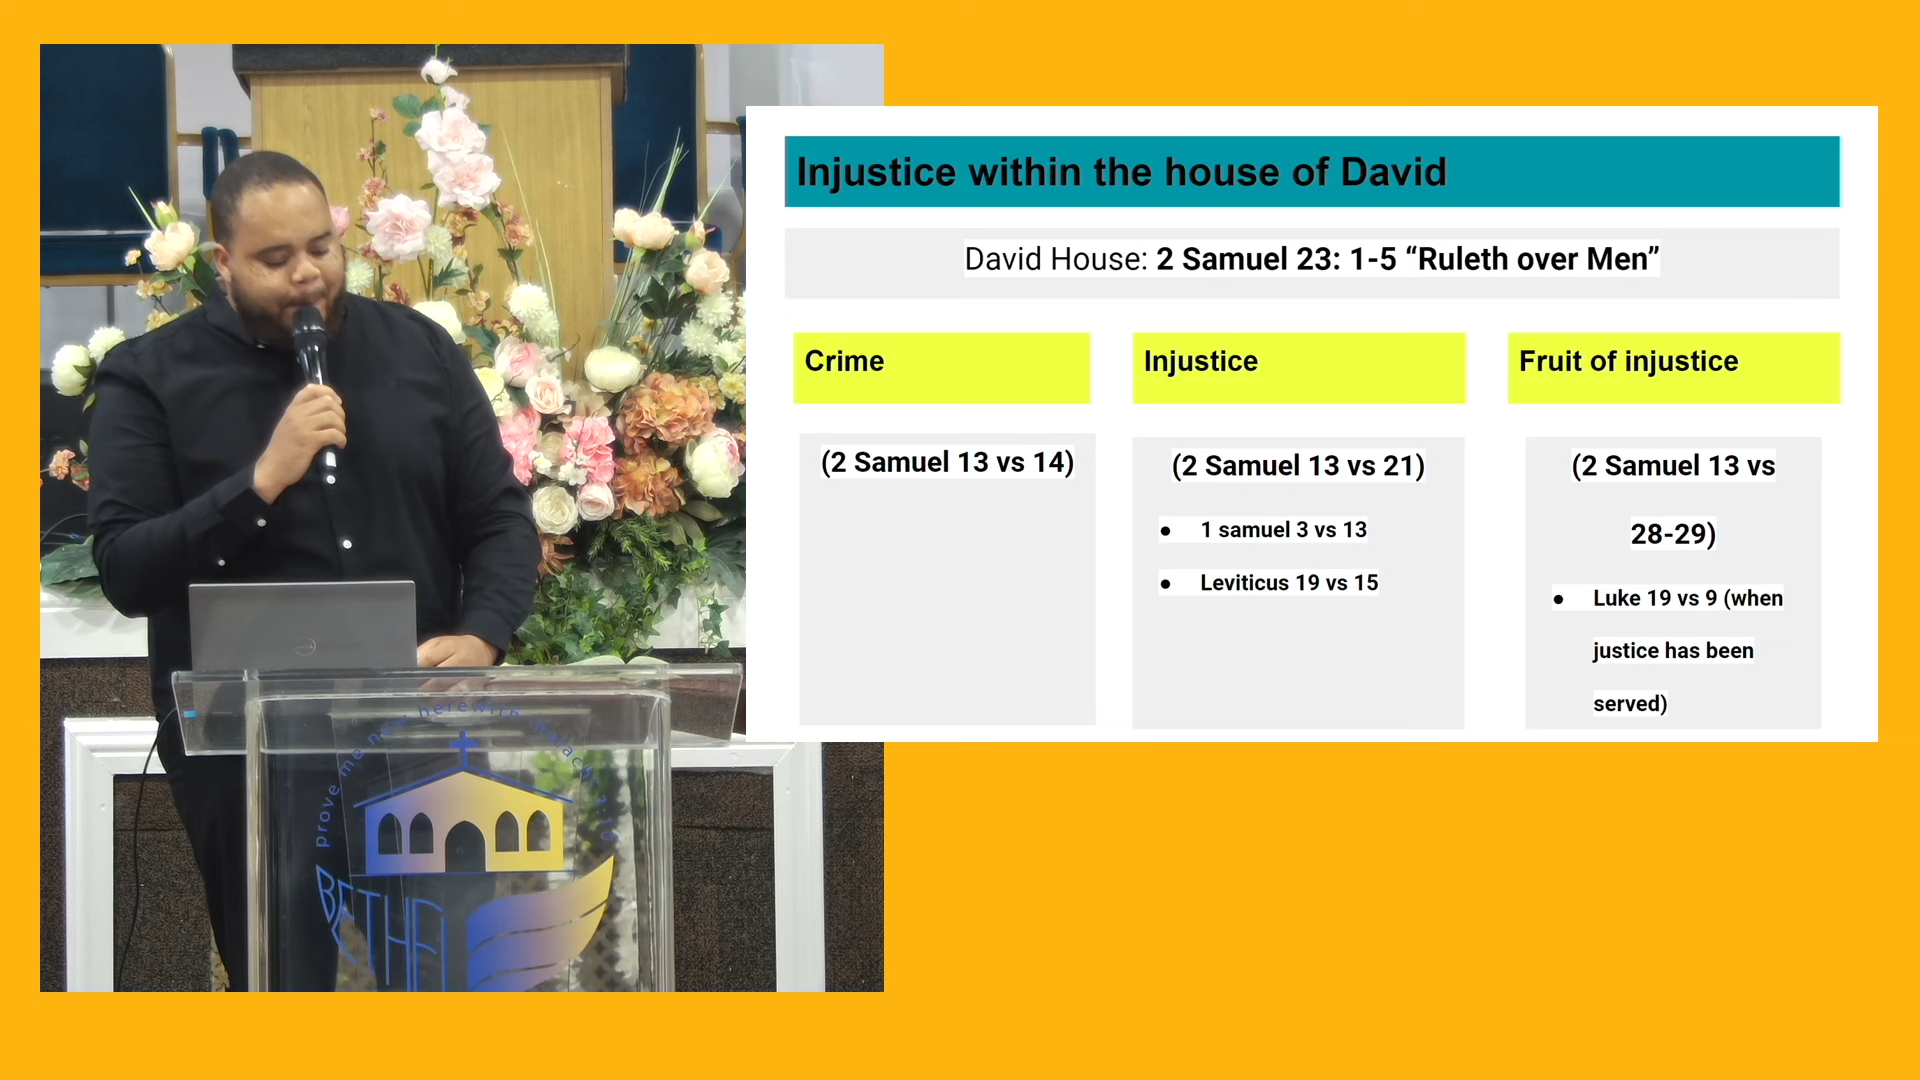 Injustice within the house of David
David House: 2 Samuel 23: 1-5 “Ruleth over Men”
Crime
Injustice
Fruit of injustice
(2 Samuel 13 vs 14)
(2 Samuel 13 vs 21)
● 1 samuel 3 vs 13
● Leviticus 19 vs 15
(2 Samuel 13 vs
28-29)
● Luke 19 vs 9 (when
justice has been
served)
prove me now herewith malachi
BETHEL